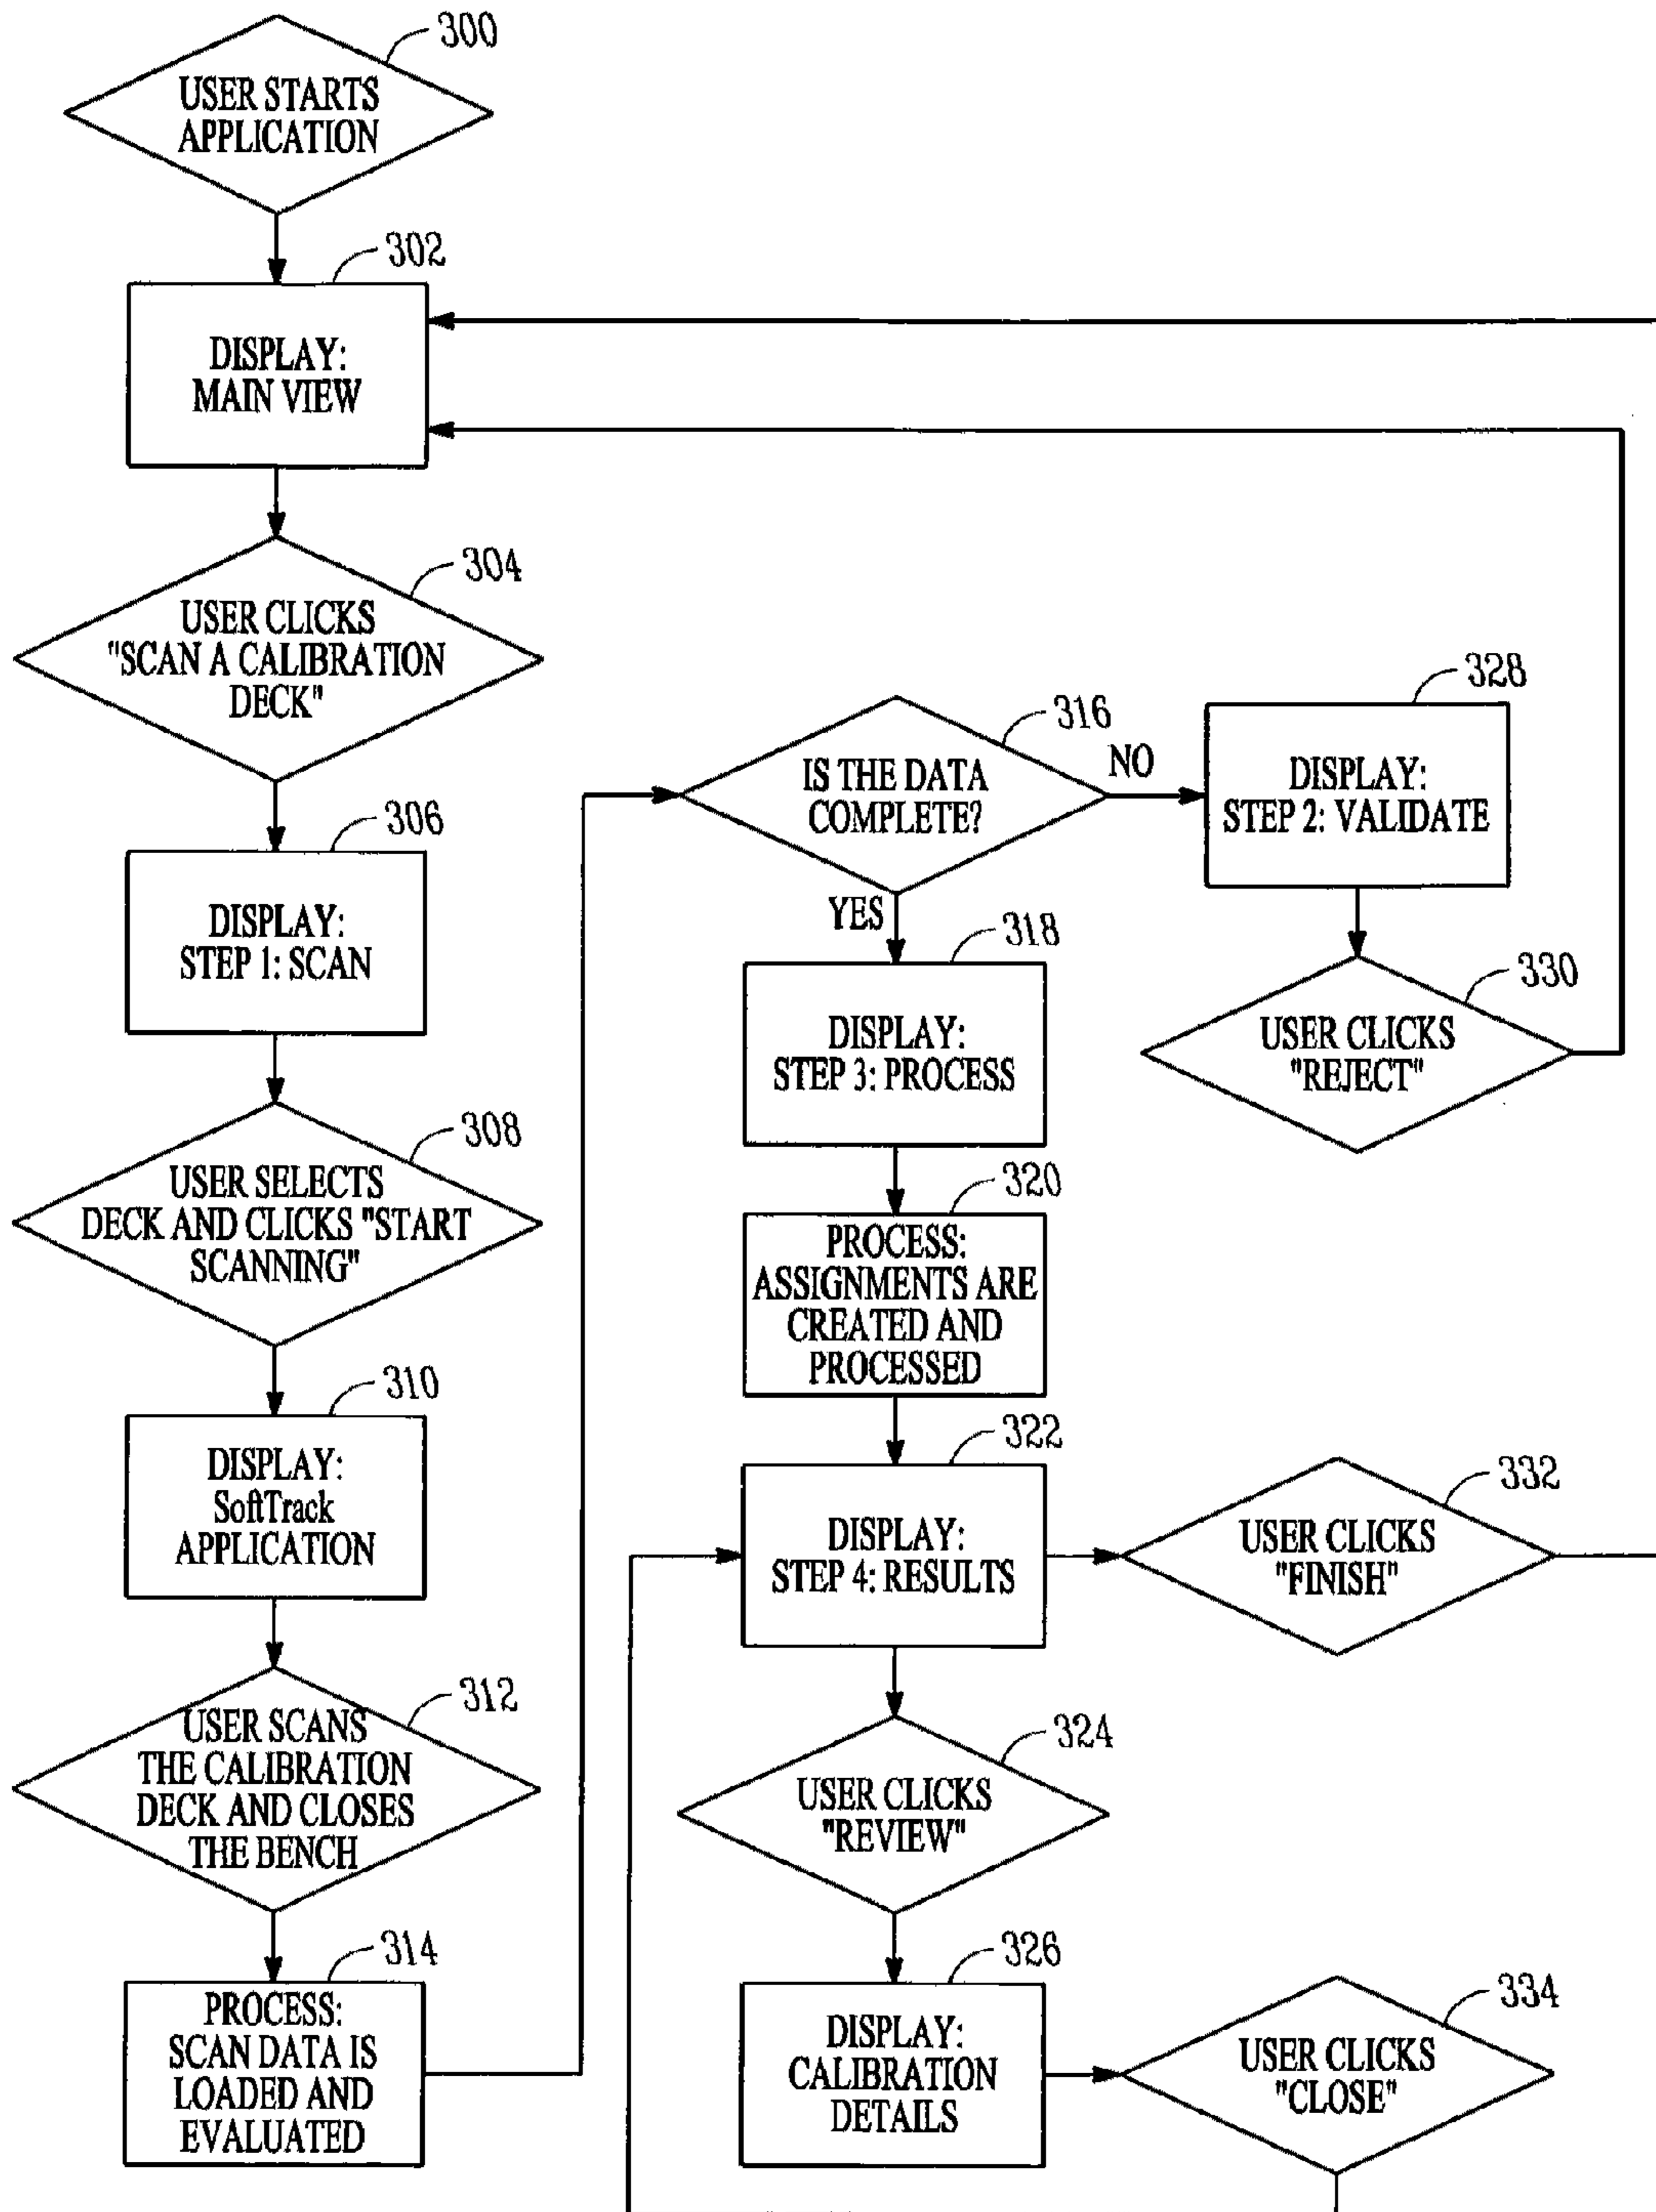 300
USER STARTS
APPLICATION
302
DISPLAY:
MAIN VIEW
304
USER CLICKS
"SCAN A CALIBRATION
DECK"
306
DISPLAY:
STEP 1: SCAN
308
USER SELECTS
DECK AND CLICKS "START
SCANNING"
310
DISPLAY:
SoftTrack
APPLICATION
312
USER SCANS
THE CALIBRATION
DECK AND CLOSES
THE BENCH
314
PROCESS:
SCAN DATA IS
LOADED AND
EVALUATED
316
IS THE DATA
COMPLETE?
NO
YES
328
DISPLAY:
STEP 2: VALIDATE
330
USER CLICKS
"REJECT"
318
DISPLAY:
STEP 3: PROCESS
320
PROCESS:
ASSIGNMENTS ARE
CREATED AND
PROCESSED
322
DISPLAY:
STEP 4: RESULTS
332
USER CLICKS
"FINISH"
324
USER CLICKS
"REVIEW"
326
DISPLAY:
CALIBRATION
DETAILS
334
USER CLICKS
"CLOSE"